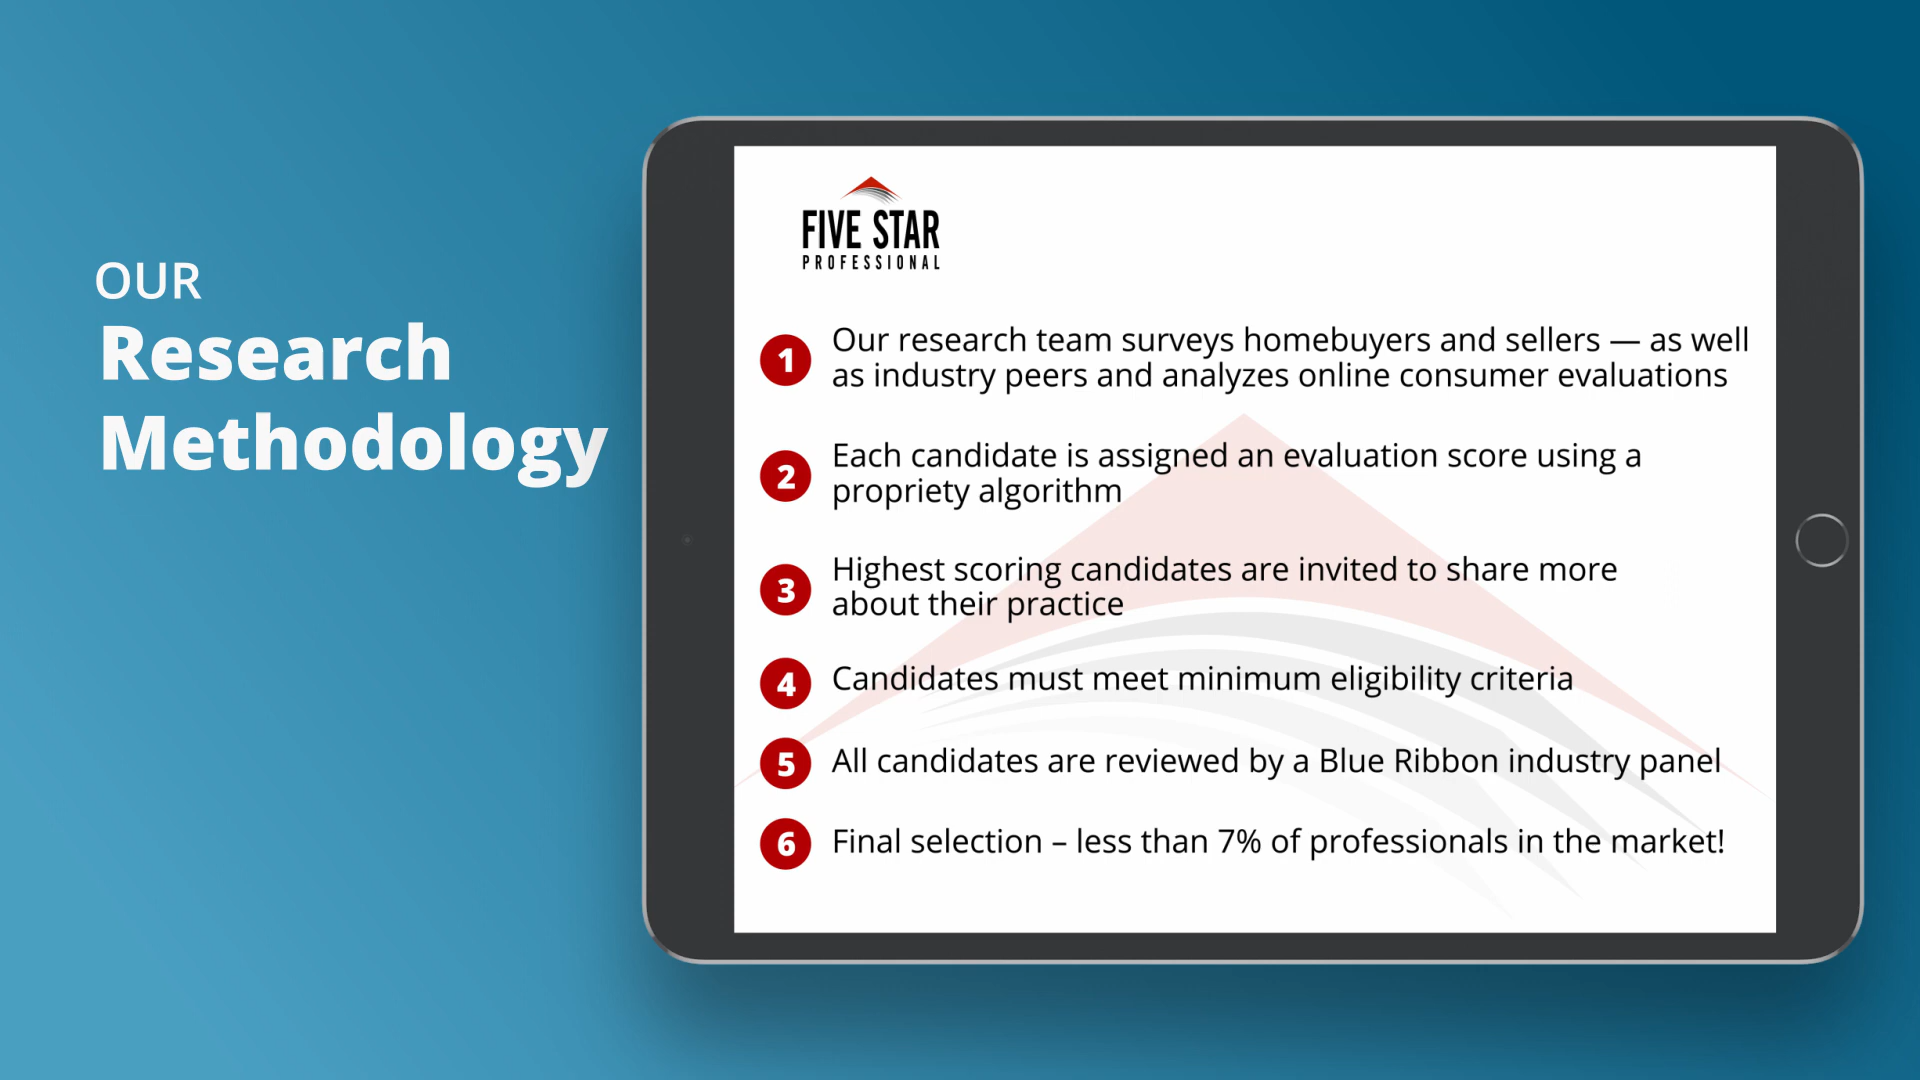 OUR
Research
Methodology
FIVE STAR
PROFESSIONAL
1
Our research team surveys homebuyers and sellers — as well
as industry peers and analyzes online consumer evaluations
2
Each candidate is assigned an evaluation score using a
propriety algorithm
3
Highest scoring candidates are invited to share more
about their practice
4
Candidates must meet minimum eligibility criteria
5
All candidates are reviewed by a Blue Ribbon industry panel
6
Final selection – less than 7% of professionals in the market!